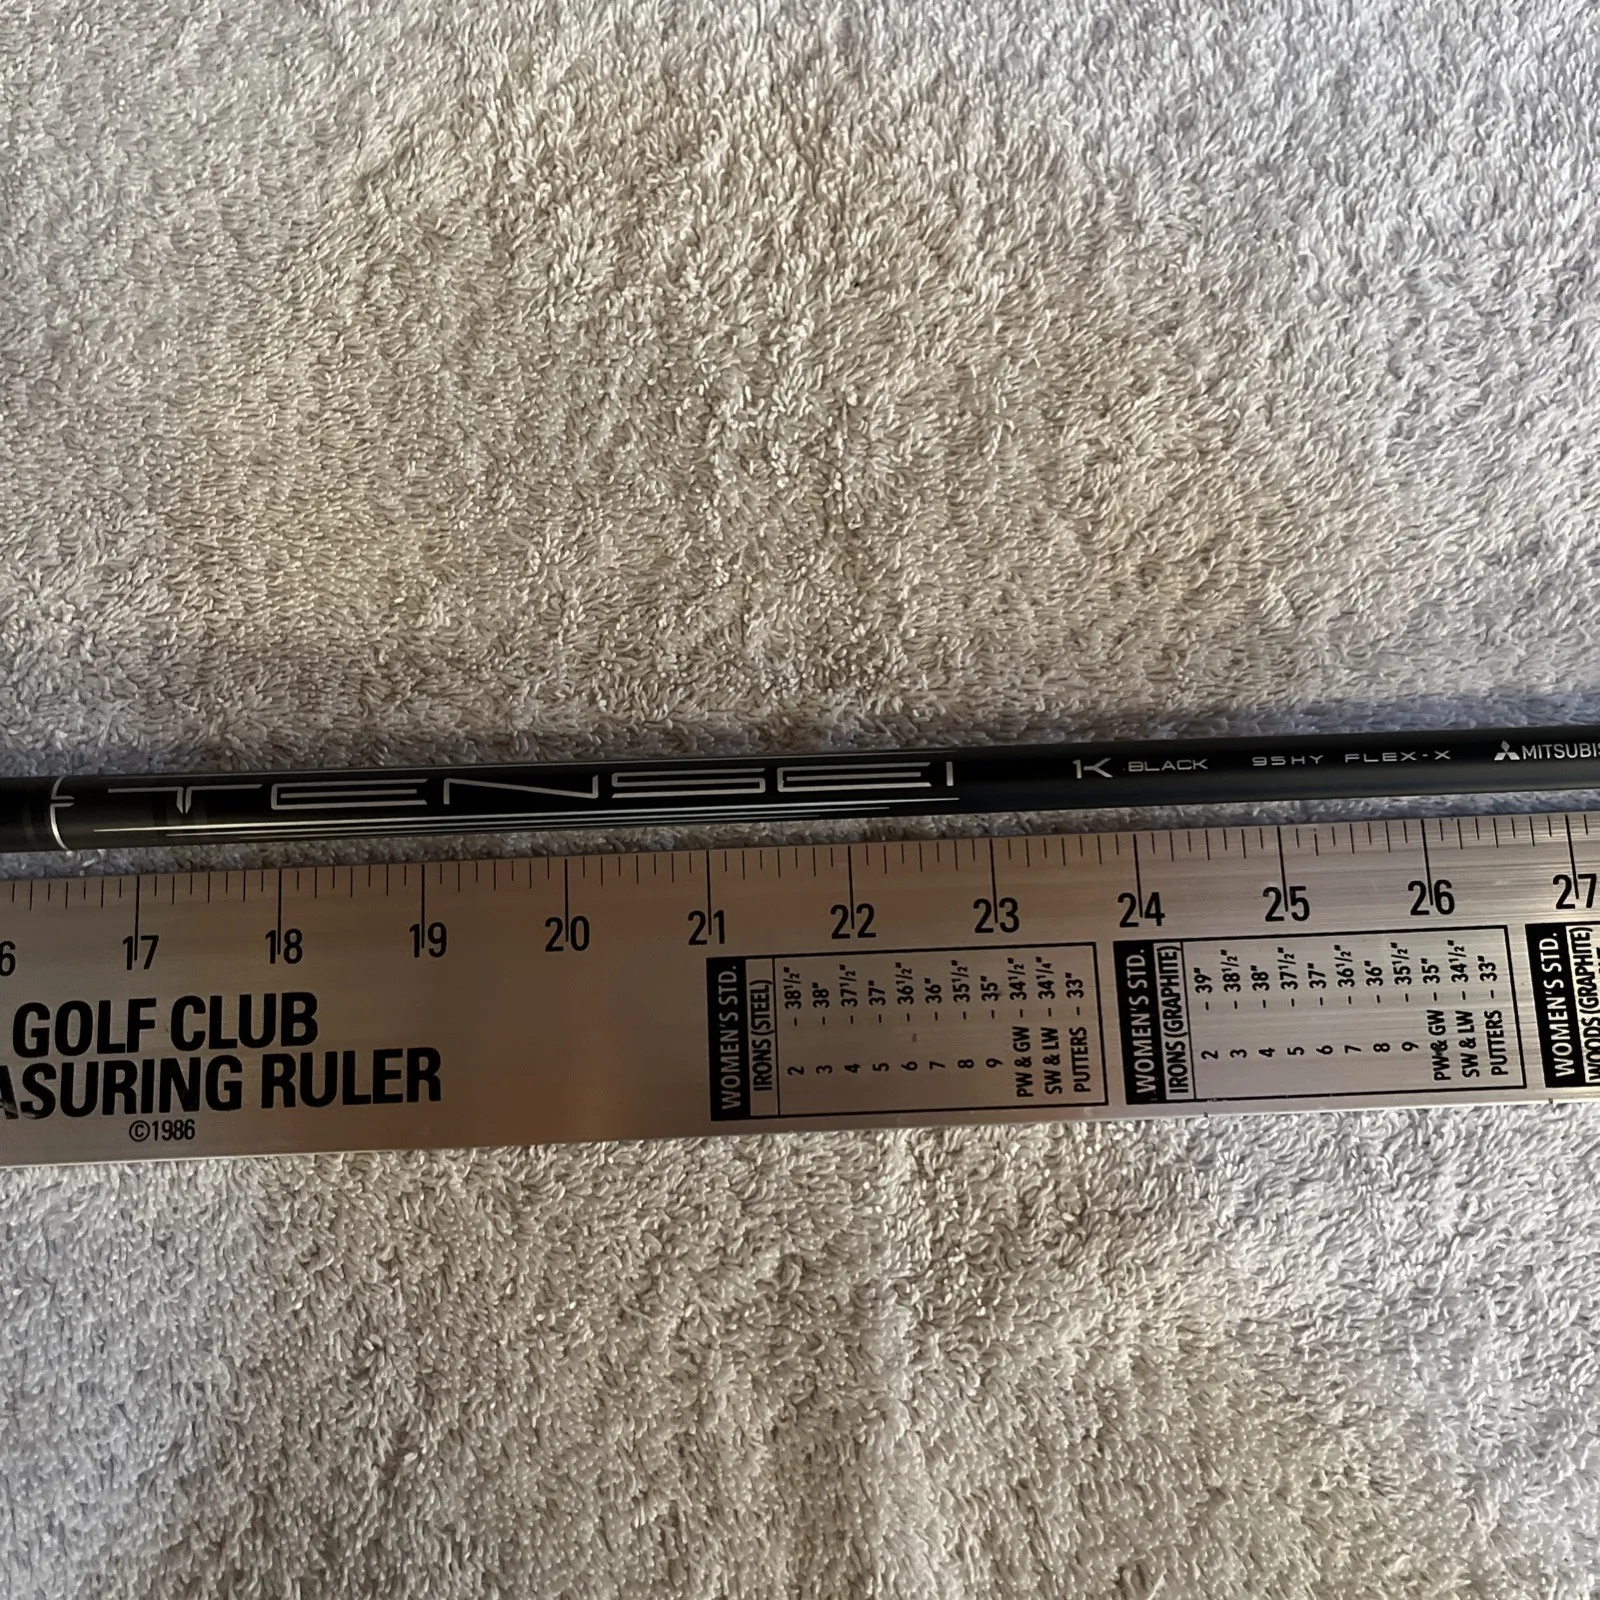 TENSEI 1K BLACK 95HY FLEX-X MITSUBIS
6 17 18 19 20 21 22 23 24 25 26 27
GOLF CLUB
ASURING RULER
©1986
WOMEN'S STD.
IRONS (STEEL)
2 - 38½"
3 - 38"
4 - 37½"
5 - 37"
6 - 36½"
7 - 36"
8 - 35½"
9 - 35"
PW & GW - 34½"
SW & LW - 34¼"
PUTTERS - 33"
WOMEN'S STD.
IRONS (GRAPHITE)
2 - 39"
3 - 38½"
4 - 38"
5 - 37½"
6 - 37"
7 - 36½"
8 - 36"
9 - 35½"
PW & GW - 35"
SW & LW - 34½"
PUTTERS - 33"
WOMEN'S STD.
WOODS (GRAPHITE)